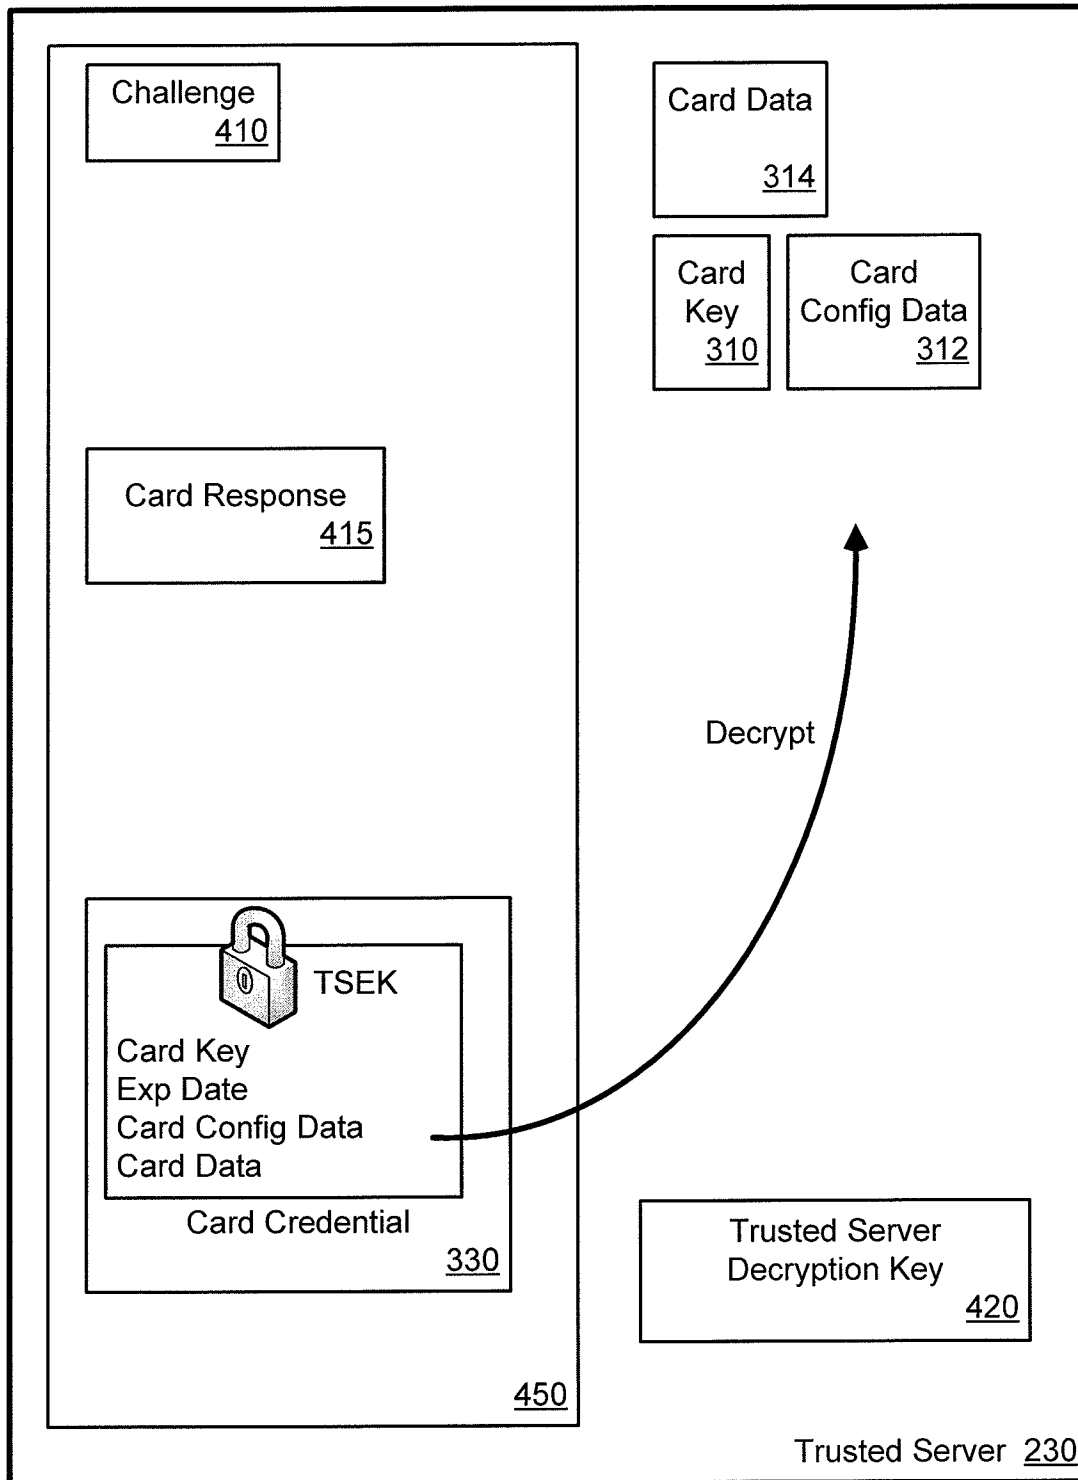 Challenge
410
Card Data
314
Card
Key
310
Card
Config Data
312
Card Response
415
Decrypt
TSEK
Card Key
Exp Date
Card Config Data
Card Data
Card Credential
330
Trusted Server
Decryption Key
420
450
Trusted Server 230